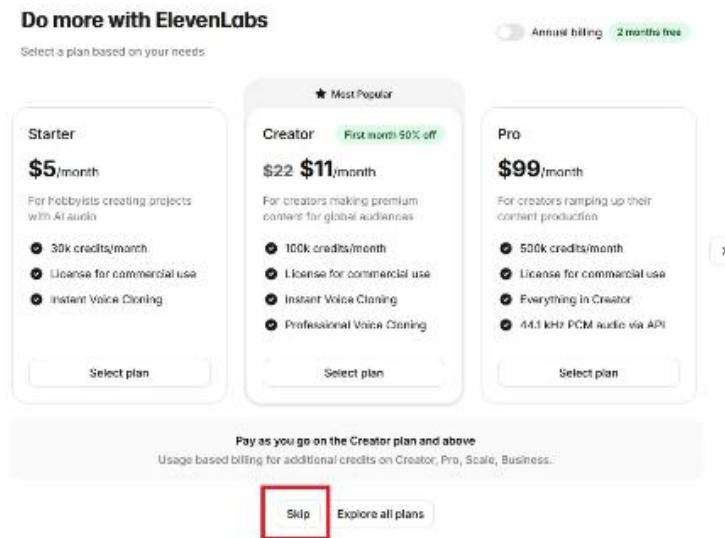 Do more with ElevenLabs
Select a plan based on your needs
Annual billing 2 months free
Most Popular
Starter
$5/month
For hobbyists creating projects
with AI audio
30k credits/month
License for commercial use
Instant Voice Cloning
Select plan
Creator First month 50% off
$22 $11/month
For creators making premium
content for global audiences
100k credits/month
License for commercial use
Instant Voice Cloning
Professional Voice Cloning
Select plan
Pro
$99/month
For creators ramping up their
content production
500k credits/month
License for commercial use
Everything in Creator
44.1 kHz PCM audio via API
Select plan
Pay as you go on the Creator plan and above
Usage based billing for additional credits on Creator, Pro, Scale, Business.
Skip Explore all plans